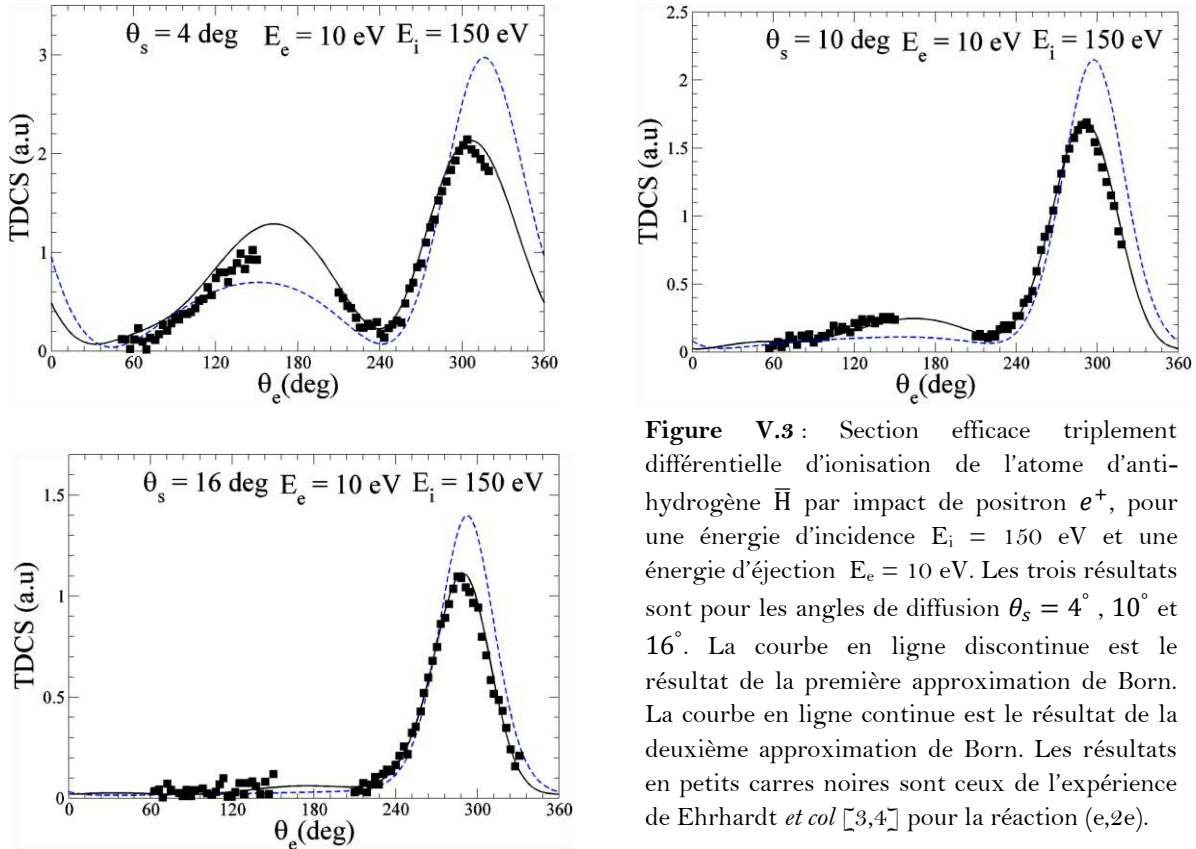 θs = 4 deg Ee = 10 eV Ei = 150 eV
3
2
1
0
TDCS (a.u)
0 60 120 180 240 300 360
θe(deg)
θs = 10 deg Ee = 10 eV Ei = 150 eV
2.5
2
1.5
1
0.5
0
TDCS (a.u)
0 60 120 180 240 300 360
θe(deg)
θs = 16 deg Ee = 10 eV Ei = 150 eV
1.5
1
0.5
0
TDCS (a.u)
0 60 120 180 240 300 360
θe(deg)
Figure V.3 : Section efficace triplement
différentielle d'ionisation de l'atome d'anti-
hydrogène H̅ par impact de positron e⁺, pour
une énergie d'incidence Ei = 150 eV et une
énergie d'éjection Ee = 10 eV. Les trois résultats
sont pour les angles de diffusion θs = 4° , 10° et
16°. La courbe en ligne discontinue est le
résultat de la première approximation de Born.
La courbe en ligne continue est le résultat de la
deuxième approximation de Born. Les résultats
en petits carres noires sont ceux de l'expérience
de Ehrhardt et col [3,4] pour la réaction (e,2e).